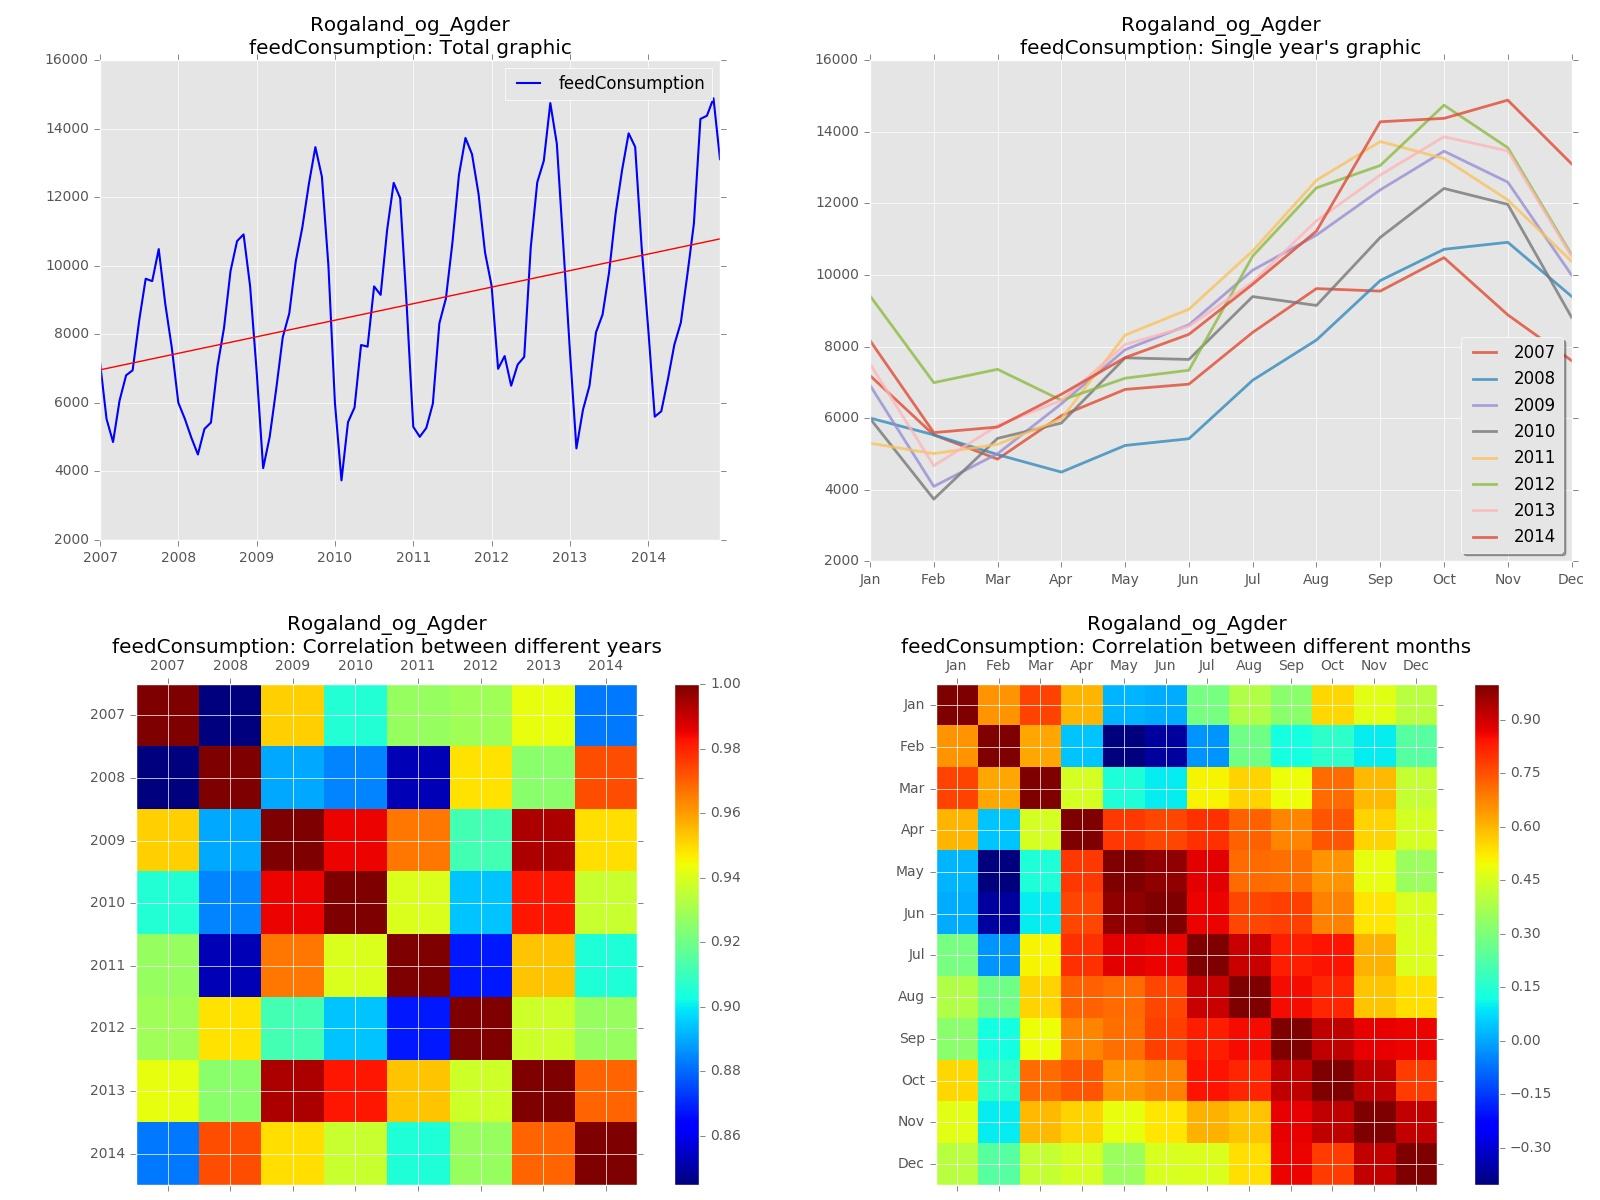 Rogaland_og_Agder
feedConsumption: Total graphic
16000
14000
12000
10000
8000
6000
4000
2000
2007 2008 2009 2010 2011 2012 2013 2014
feedConsumption
Rogaland_og_Agder
feedConsumption: Single year's graphic
16000
14000
12000
10000
8000
6000
4000
2000
Jan Feb Mar Apr May Jun Jul Aug Sep Oct Nov Dec
2007
2008
2009
2010
2011
2012
2013
2014
Rogaland_og_Agder
feedConsumption: Correlation between different years
2007 2008 2009 2010 2011 2012 2013 2014
2007
2008
2009
2010
2011
2012
2013
2014
1.00
0.98
0.96
0.94
0.92
0.90
0.88
0.86
Rogaland_og_Agder
feedConsumption: Correlation between different months
Jan Feb Mar Apr May Jun Jul Aug Sep Oct Nov Dec
Jan
Feb
Mar
Apr
May
Jun
Jul
Aug
Sep
Oct
Nov
Dec
0.90
0.75
0.60
0.45
0.30
0.15
0.00
−0.15
−0.30